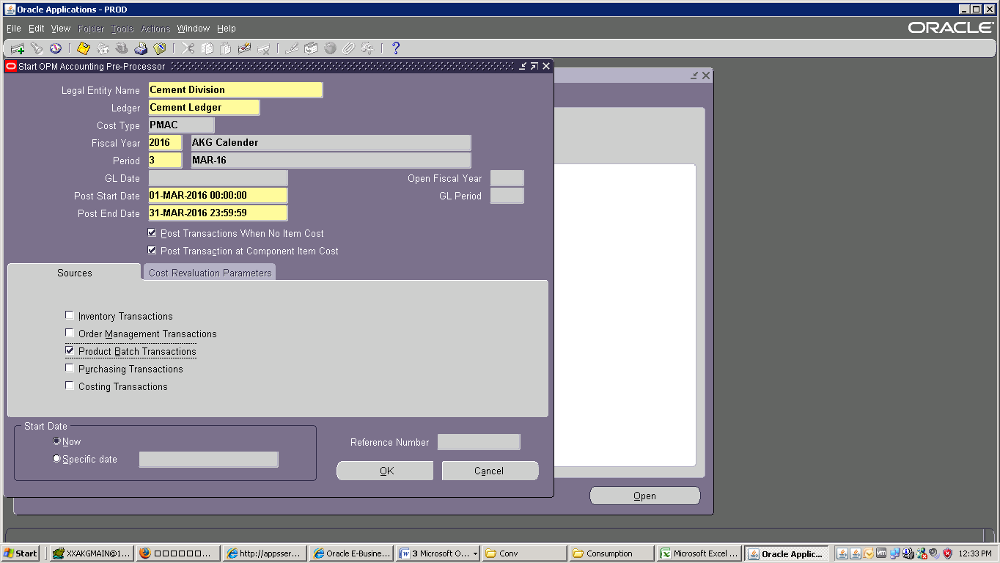 Oracle Applications - PROD
File Edit View Folder Tools Actions Window Help
ORACLE
Start OPM Accounting Pre-Processor
Legal Entity Name Cement Division
Ledger Cement Ledger
Cost Type PMAC
Fiscal Year 2016 AKG Calender
Period 3 MAR-16
GL Date Open Fiscal Year
Post Start Date 01-MAR-2016 00:00:00 GL Period
Post End Date 31-MAR-2016 23:59:59
Post Transactions When No Item Cost
Post Transaction at Component Item Cost
Sources Cost Revaluation Parameters
Inventory Transactions
Order Management Transactions
Product Batch Transactions
Purchasing Transactions
Costing Transactions
Start Date
Now
Specific date
Reference Number
OK Cancel
Open
Start XXAKGMAIN@1... http://appsser... Oracle E-Busine... 3 Microsoft O... Conv Consumption Microsoft Excel ... Oracle Applic... 12:33 PM